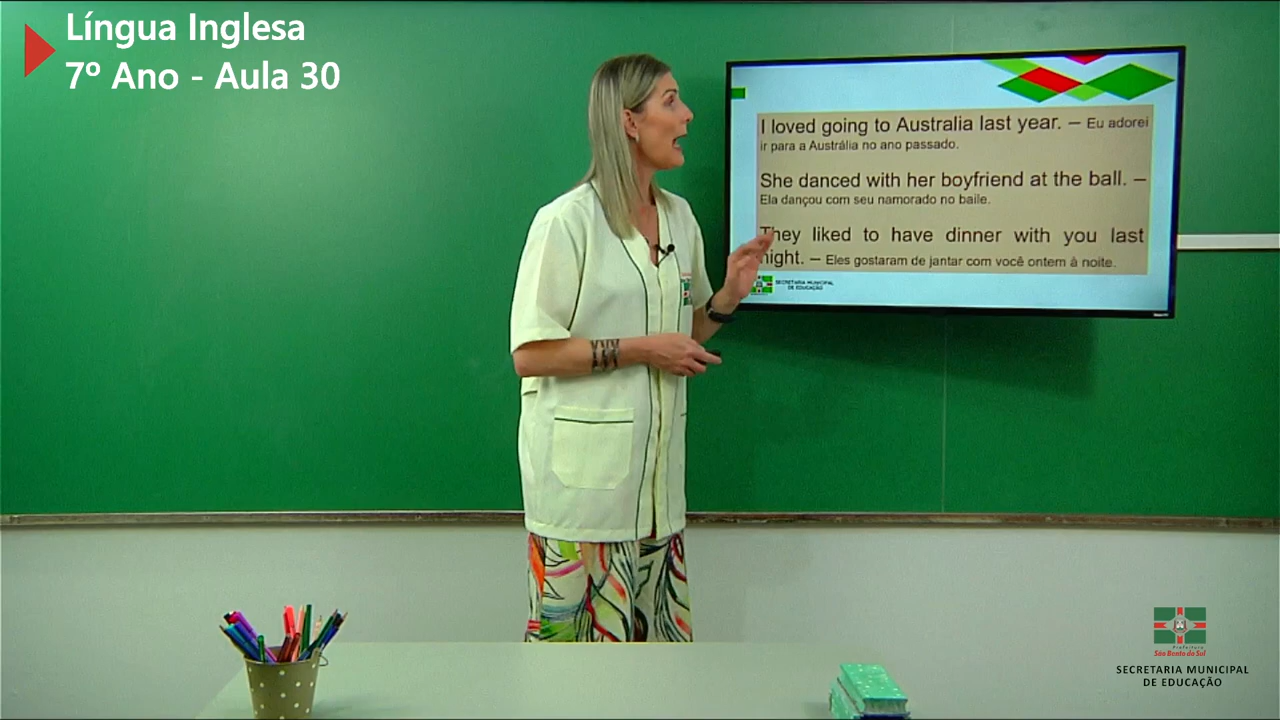 Língua Inglesa
7º Ano - Aula 30
I loved going to Australia last year. – Eu adorei
ir para a Austrália no ano passado.
She danced with her boyfriend at the ball. –
Ela dançou com seu namorado no baile.
They liked to have dinner with you last
night. – Eles gostaram de jantar com você ontem à noite.
SECRETARIA MUNICIPAL
DE EDUCAÇÃO
Prefeitura
São Bento do Sul
SECRETARIA MUNICIPAL
DE EDUCAÇÃO